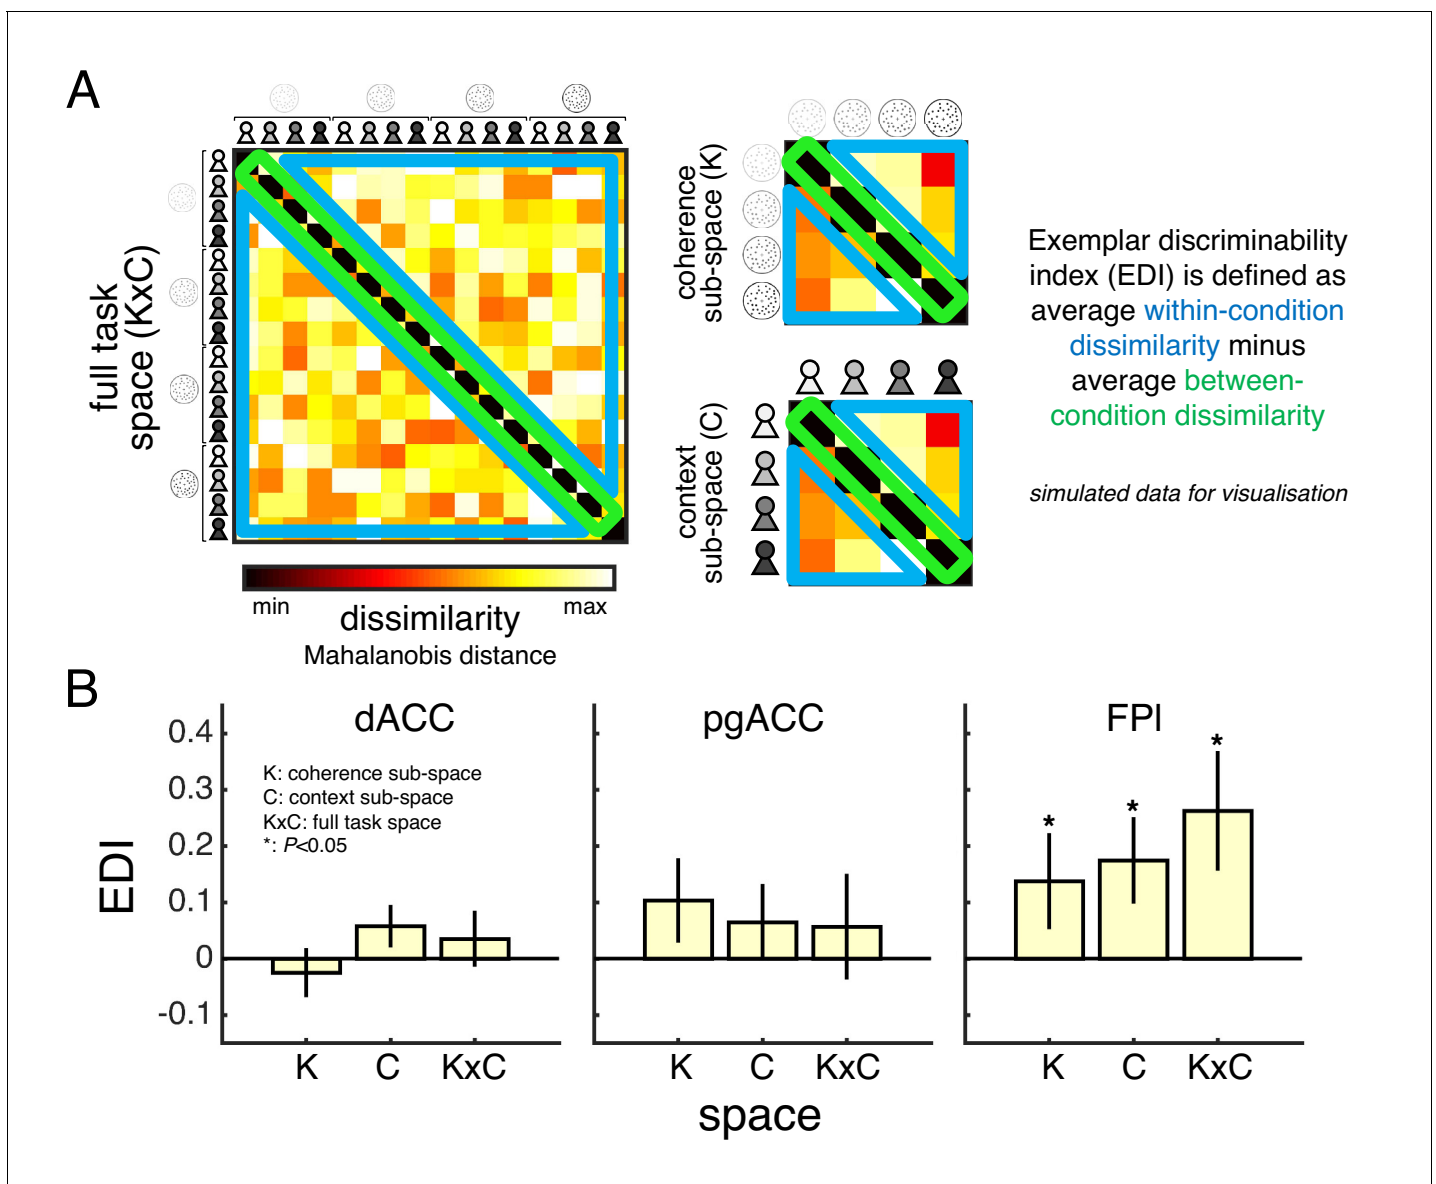 A
full task
space (KxC)
min
max
dissimilarity
Mahalanobis distance
coherence
sub-space (K)
context
sub-space (C)
Exemplar discriminability
index (EDI) is defined as
average within-condition
dissimilarity minus
average between-
condition dissimilarity
simulated data for visualisation
B
dACC
pgACC
FPl
K: coherence sub-space
C: context sub-space
KxC: full task space
*: P<0.05
EDI
0.4
0.3
0.2
0.1
0
-0.1
*
*
*
K C KxC
K C KxC
K C KxC
space